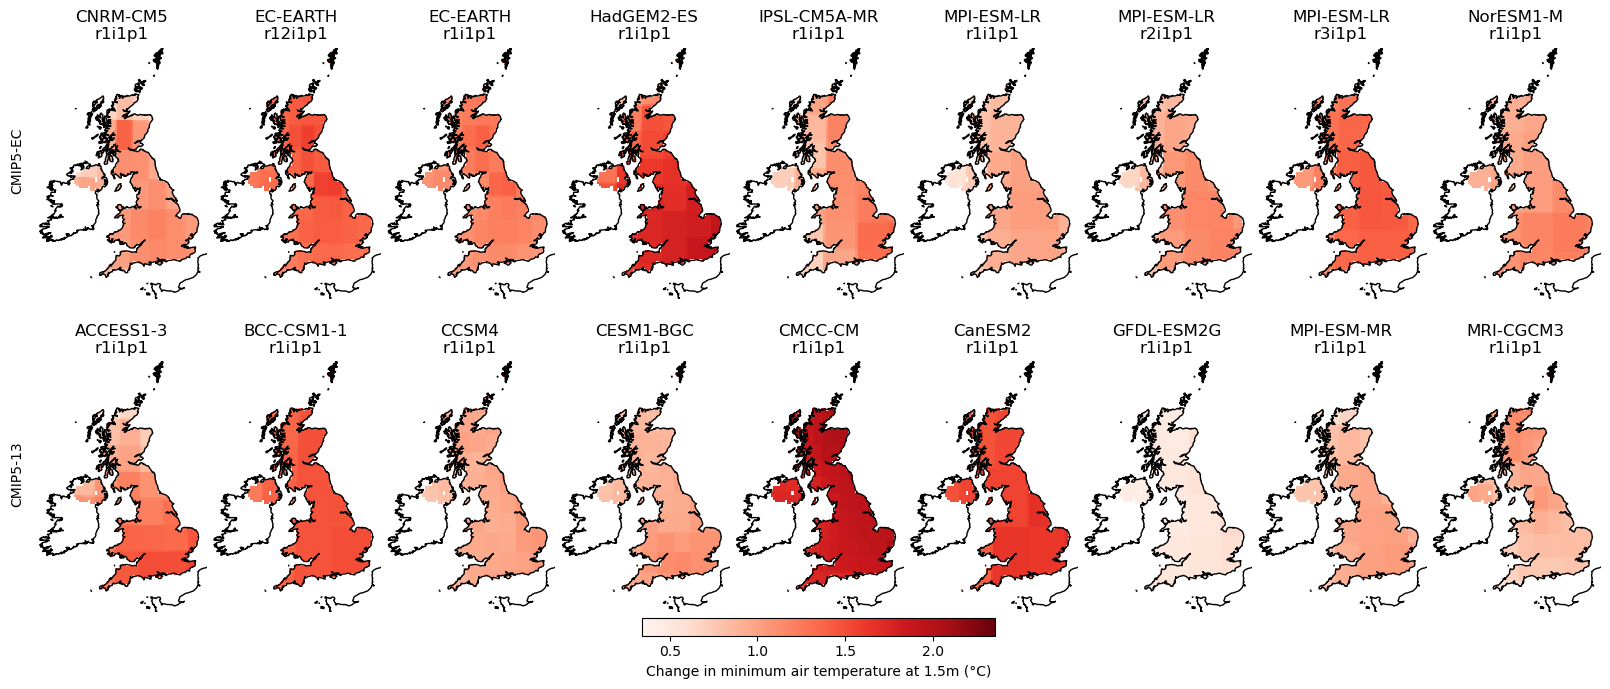 CNRM-CM5 EC-EARTH EC-EARTH HadGEM2-ES IPSL-CM5A-MR MPI-ESM-LR MPI-ESM-LR MPI-ESM-LR NorESM1-M
r1i1p1 r12i1p1 r1i1p1 r1i1p1 r1i1p1 r1i1p1 r2i1p1 r3i1p1 r1i1p1
CMIP5-EC
ACCESS1-3 BCC-CSM1-1 CCSM4 CESM1-BGC CMCC-CM CanESM2 GFDL-ESM2G MPI-ESM-MR MRI-CGCM3
r1i1p1 r1i1p1 r1i1p1 r1i1p1 r1i1p1 r1i1p1 r1i1p1 r1i1p1 r1i1p1
CMIP5-13
0.5 1.0 1.5 2.0
Change in minimum air temperature at 1.5m (°C)